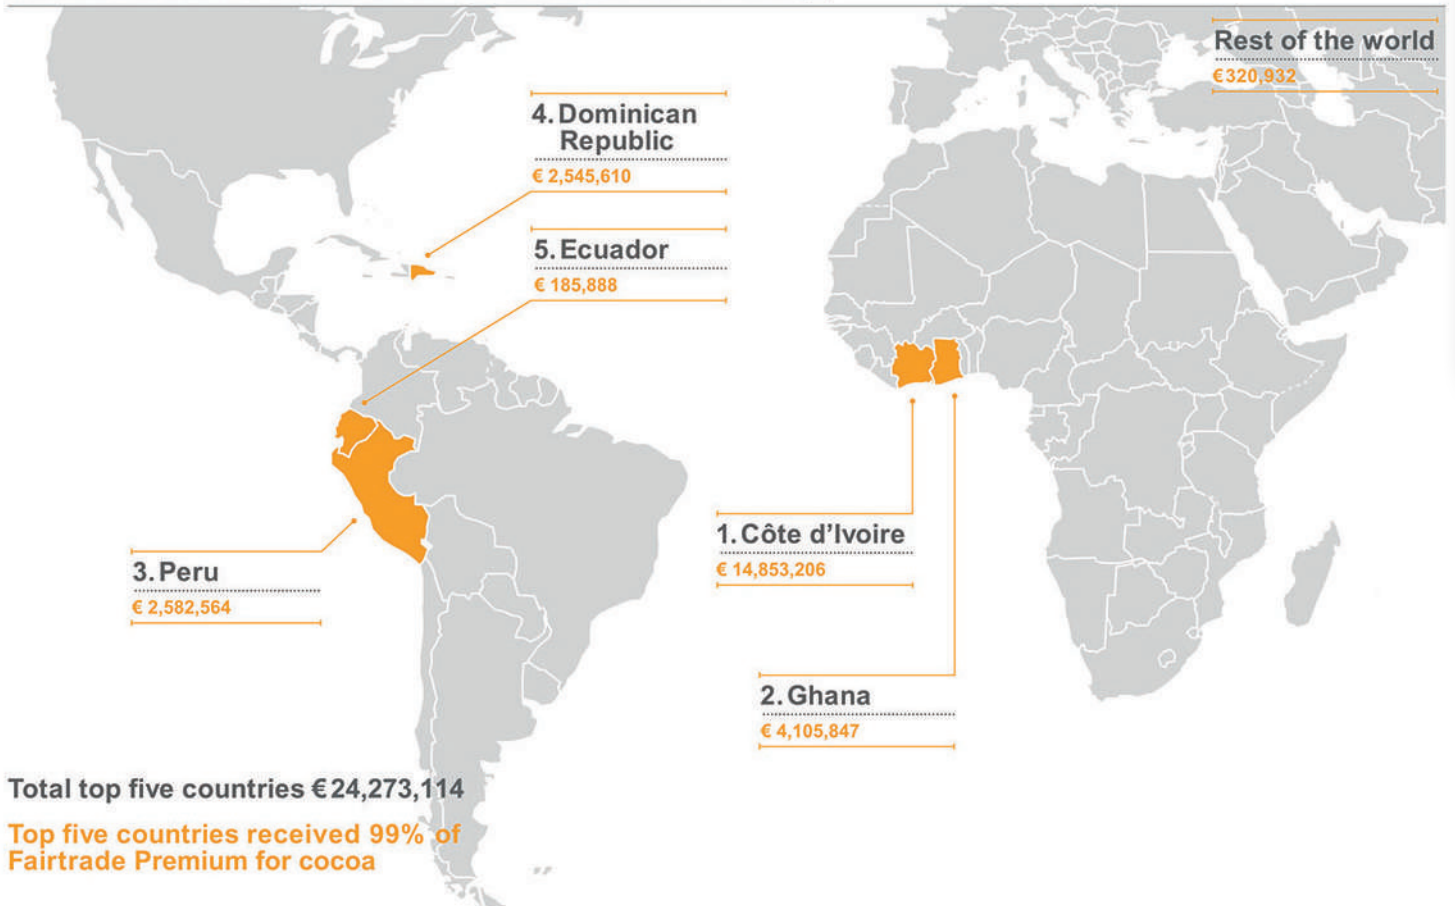 Rest of the world
€320,932
4. Dominican
Republic
€ 2,545,610
5. Ecuador
€ 185,888
1. Côte d’Ivoire
€ 14,853,206
3. Peru
€ 2,582,564
2. Ghana
€ 4,105,847
Total top five countries €24,273,114
Top five countries received 99% of
Fairtrade Premium for cocoa